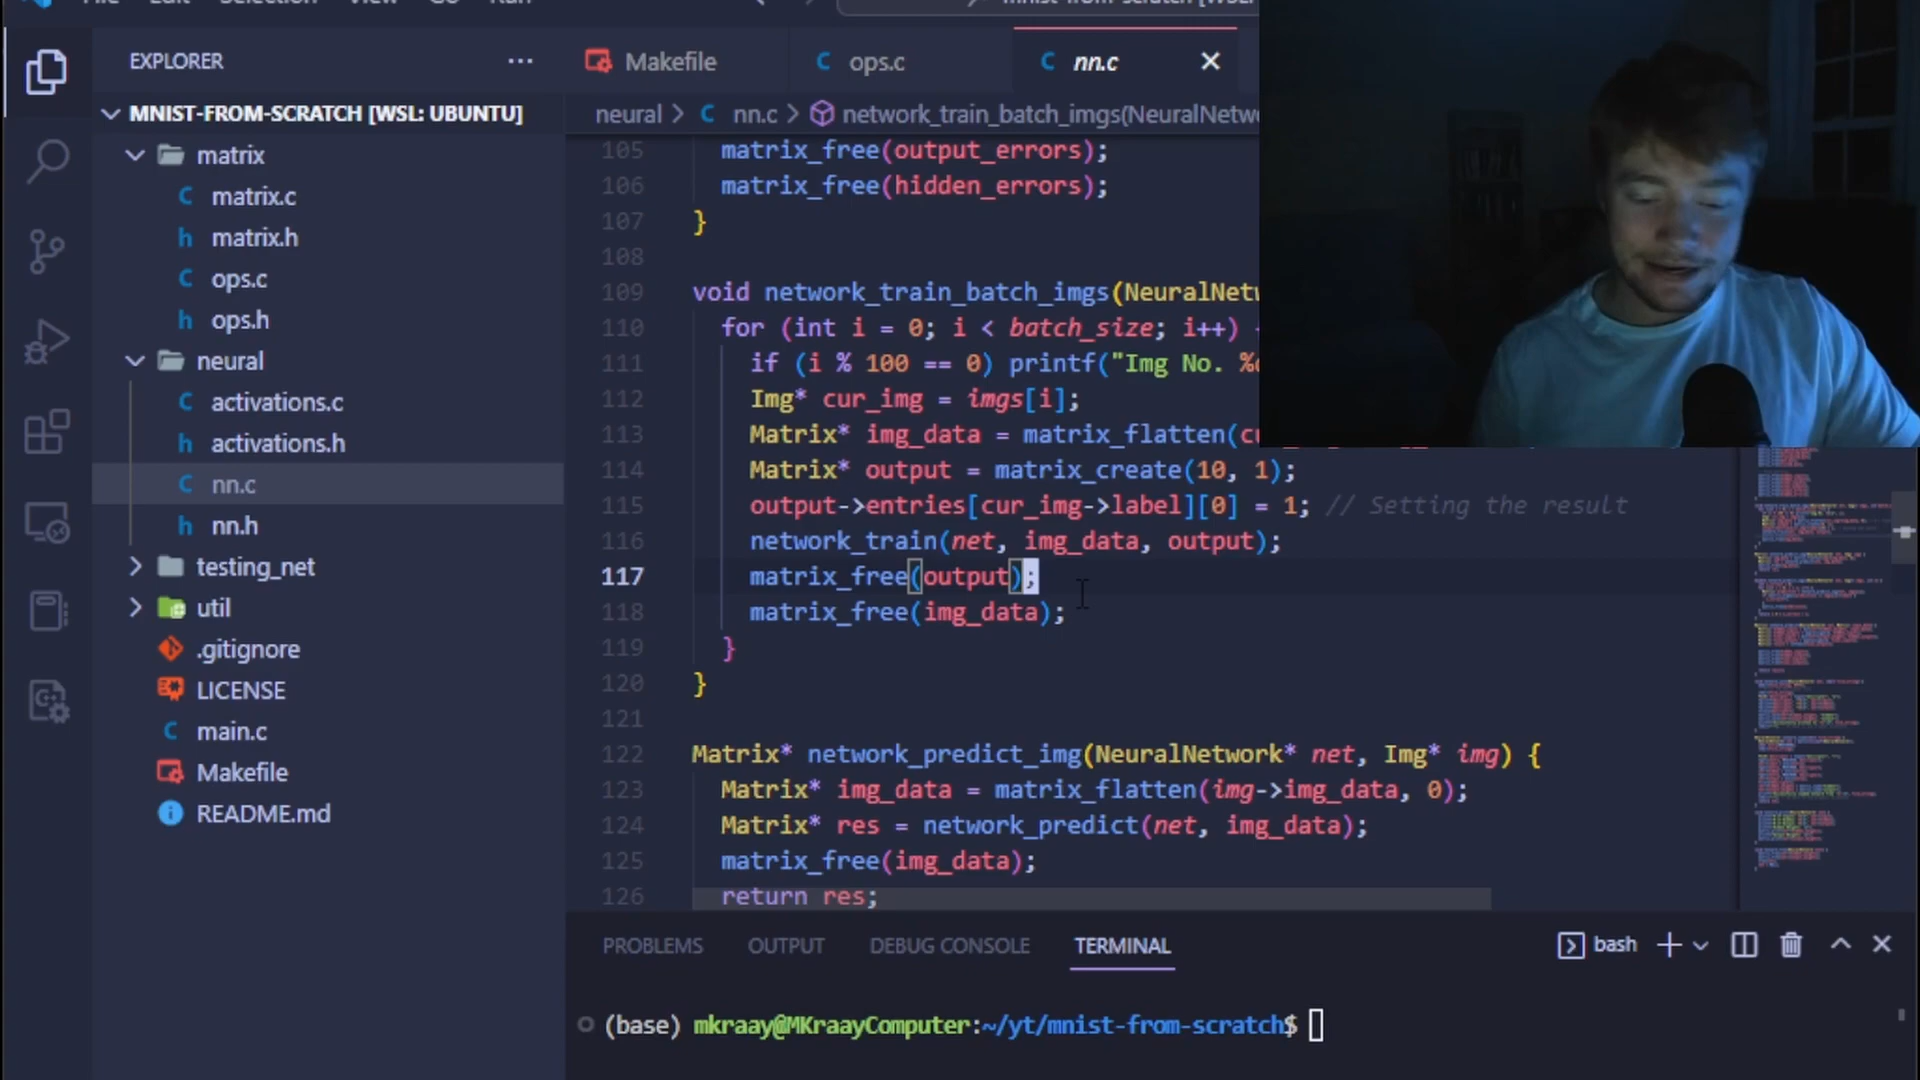 EXPLORER
MNIST-FROM-SCRATCH [WSL: UBUNTU]
matrix
matrix.c
matrix.h
ops.c
ops.h
neural
activations.c
activations.h
nn.c
nn.h
testing_net
util
.gitignore
LICENSE
main.c
Makefile
README.md
Makefile
ops.c
nn.c
neural > nn.c > network_train_batch_imgs(NeuralNetw
105 matrix_free(output_errors);
106 matrix_free(hidden_errors);
107 }
108
109 void network_train_batch_imgs(NeuralNetw
110 for (int i = 0; i < batch_size; i++) {
111 if (i % 100 == 0) printf("Img No. %d
112 Img* cur_img = imgs[i];
113 Matrix* img_data = matrix_flatten(cu
114 Matrix* output = matrix_create(10, 1);
115 output->entries[cur_img->label][0] = 1; // Setting the result
116 network_train(net, img_data, output);
117 matrix_free(output);
118 matrix_free(img_data);
119 }
120 }
121
122 Matrix* network_predict_img(NeuralNetwork* net, Img* img) {
123 Matrix* img_data = matrix_flatten(img->img_data, 0);
124 Matrix* res = network_predict(net, img_data);
125 matrix_free(img_data);
126 return res;
PROBLEMS OUTPUT DEBUG CONSOLE TERMINAL
bash
(base) mkraay@MKraayComputer:~/yt/mnist-from-scratch$